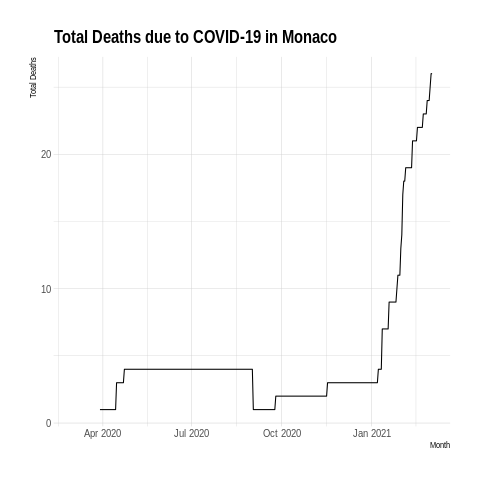 Total Deaths due to COVID-19 in Monaco
Total Deaths
20
10
0
Apr 2020 Jul 2020 Oct 2020 Jan 2021
Month